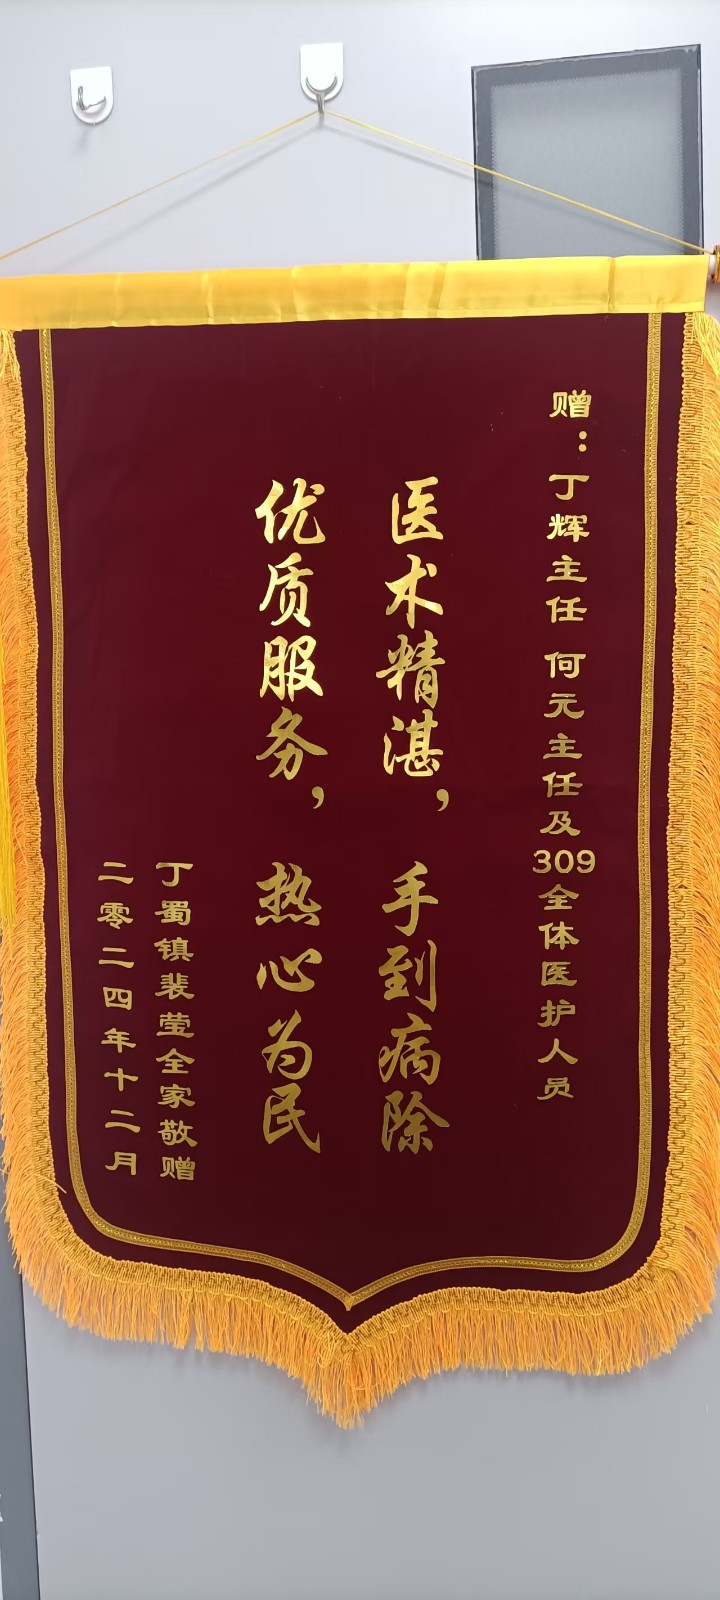 赠：丁辉主任 何元主任及309全体医护人员
医术精湛，手到病除
优质服务，热心为民
丁蜀镇裴莹全家敬赠
二零二四年十二月